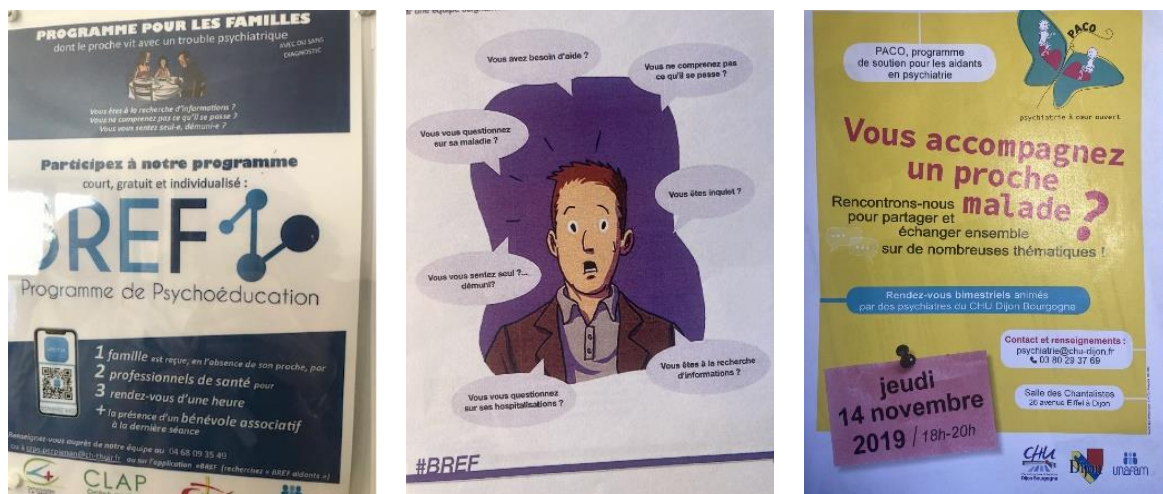 PROGRAMME POUR LES FAMILLES
dont le proche vit avec un trouble psychiatrique
AVEC OU SANS
DIAGNOSTIC
Vous êtes à la recherche d'informations ?
Vous ne comprenez pas ce qu'il se passe ?
Vous vous sentez seul-e, démuni-e ?
Participez à notre programme
court, gratuit et individualisé :
BREF
Programme de Psychoéducation
1 famille est reçue, en l'absence de son proche, par
2 professionnels de santé pour
3 rendez-vous d'une heure
+ la présence d'un bénévole associatif
à la dernière séance
Renseignez-vous auprès de notre équipe au 04 68 09 35 49
ou sur l'application «BREF (recherchez « BREF aidants »)
CLAP
Vous avez besoin d'aide ?
Vous ne comprenez pas
ce qu'il se passe ?
Vous vous questionnez
sur sa maladie ?
Vous êtes inquiet ?
Vous vous sentez seul ?...
démuni?
Vous êtes à la recherche
d'informations ?
Vous vous questionnez
sur ses hospitalisations ?
#BREF
PACO, programme
de soutien pour les aidants
en psychiatrie
PACO
psychiatrie à cœur ouvert
Vous accompagnez
un proche
malade ?
Rencontrons-nous
pour partager et
échanger ensemble
sur de nombreuses thématiques !
Rendez-vous bimestriels animés
par des psychiatres du CHU Dijon Bourgogne
Contact et renseignements :
psychiatrie@chu-dijon.fr
03 80 29 37 69
jeudi
14 novembre
2019 / 18h-20h
Salle des Chantalistes
26 avenue Eiffel à Dijon
CHU
Dijon Bourgogne
Dijon
unafam